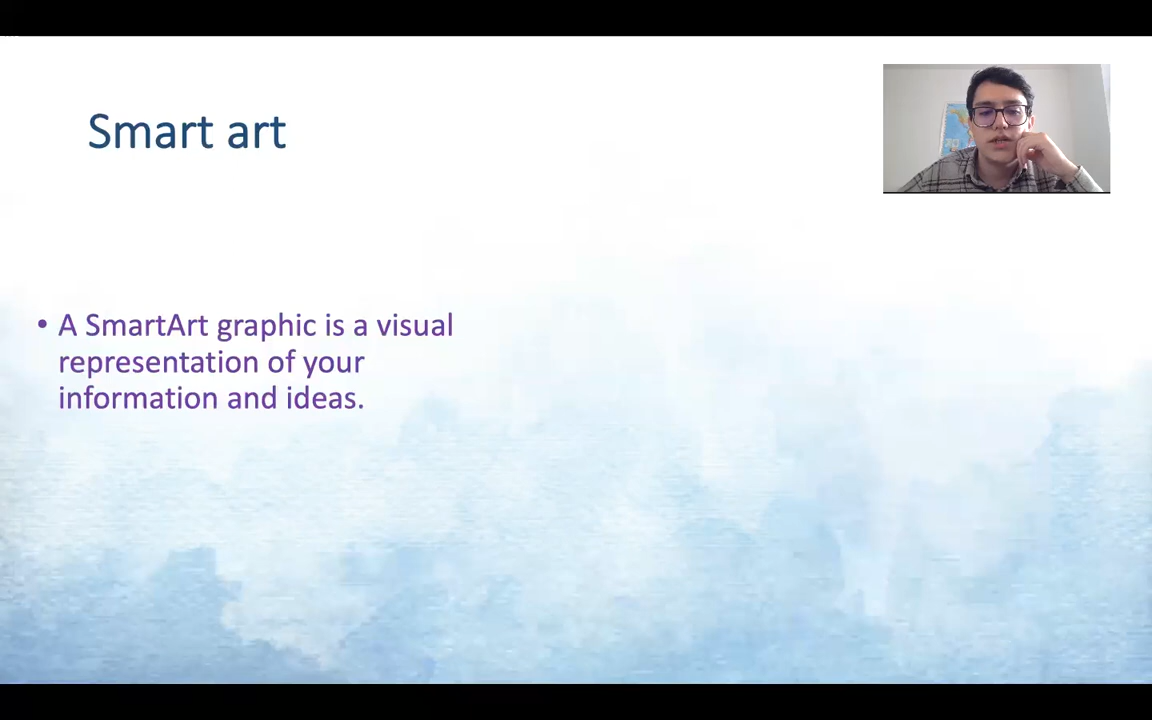 Smart art
• A SmartArt graphic is a visual
representation of your
information and ideas.